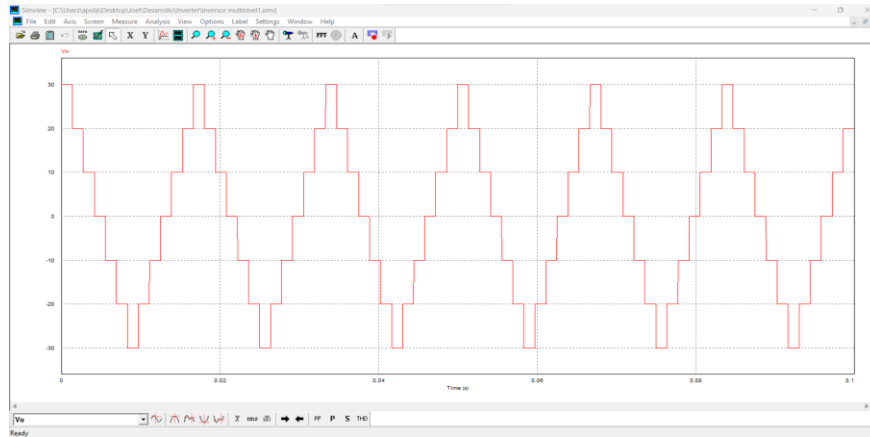 Simview - [C:\Users\apola\Desktop\Joel\Desarrollo\Inverter\inversor multinivel1.smv]
File Edit Axis Screen Measure Analysis View Options Label Settings Window Help
X Y FFT A
Vo
30
20
10
0
-10
-20
-30
0 0.02 0.04 0.06 0.08 0.1
Time (s)
Vo
PF P S THD
Ready